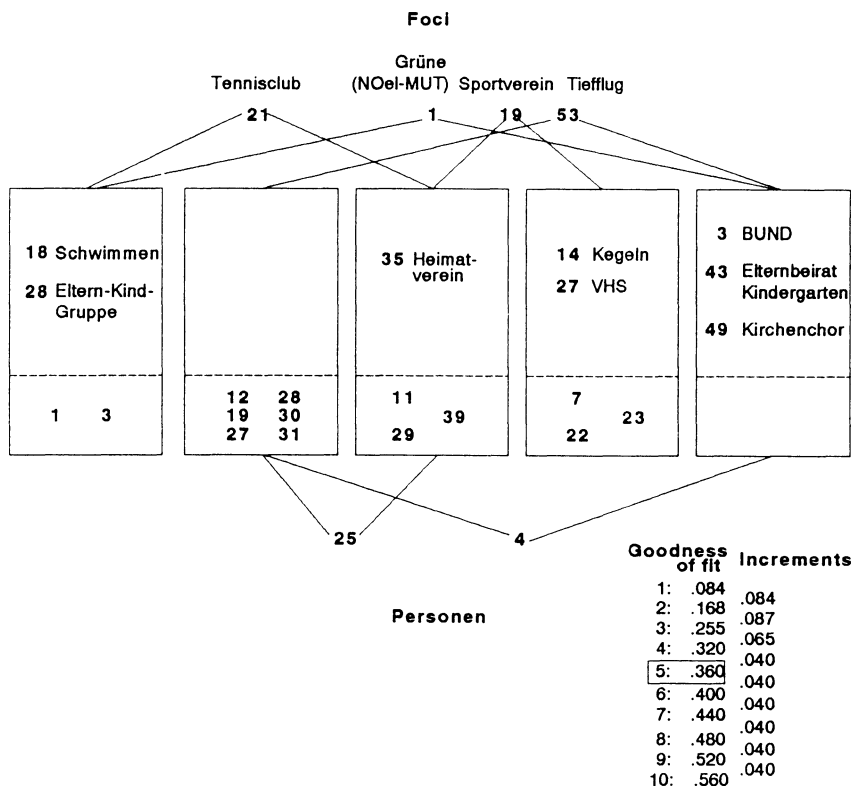 Foci
Grüne
Tennisclub (NOel-MUT) Sportverein Tiefflug
21 1 19 53
18 Schwimmen
28 Eltern-Kind-
Gruppe
1 3
12 28
19 30
27 31
35 Heimat-
verein
11
39
29
14 Kegeln
27 VHS
7
23
22
3 BUND
43 Elternbeirat
Kindergarten
49 Kirchenchor
25 4
Personen
Goodness
of fit
Increments
1: .084
.084
2: .168
.087
3: .255
.065
4: .320
.040
5: .360
.040
6: .400
.040
7: .440
.040
8: .480
.040
9: .520
.040
10: .560